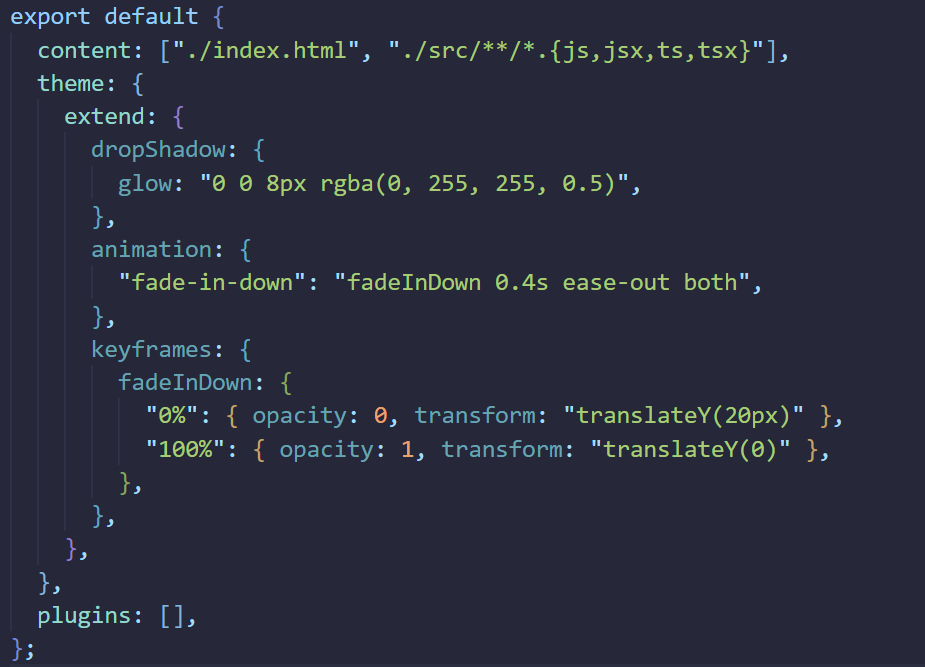 export default {
  content: ["./index.html", "./src/**/*.{js,jsx,ts,tsx}"],
  theme: {
    extend: {
      dropShadow: {
        glow: "0 0 8px rgba(0, 255, 255, 0.5)",
      },
      animation: {
        "fade-in-down": "fadeInDown 0.4s ease-out both",
      },
      keyframes: {
        fadeInDown: {
          "0%": { opacity: 0, transform: "translateY(20px)" },
          "100%": { opacity: 1, transform: "translateY(0)" },
        },
      },
    },
  },
  plugins: [],
};